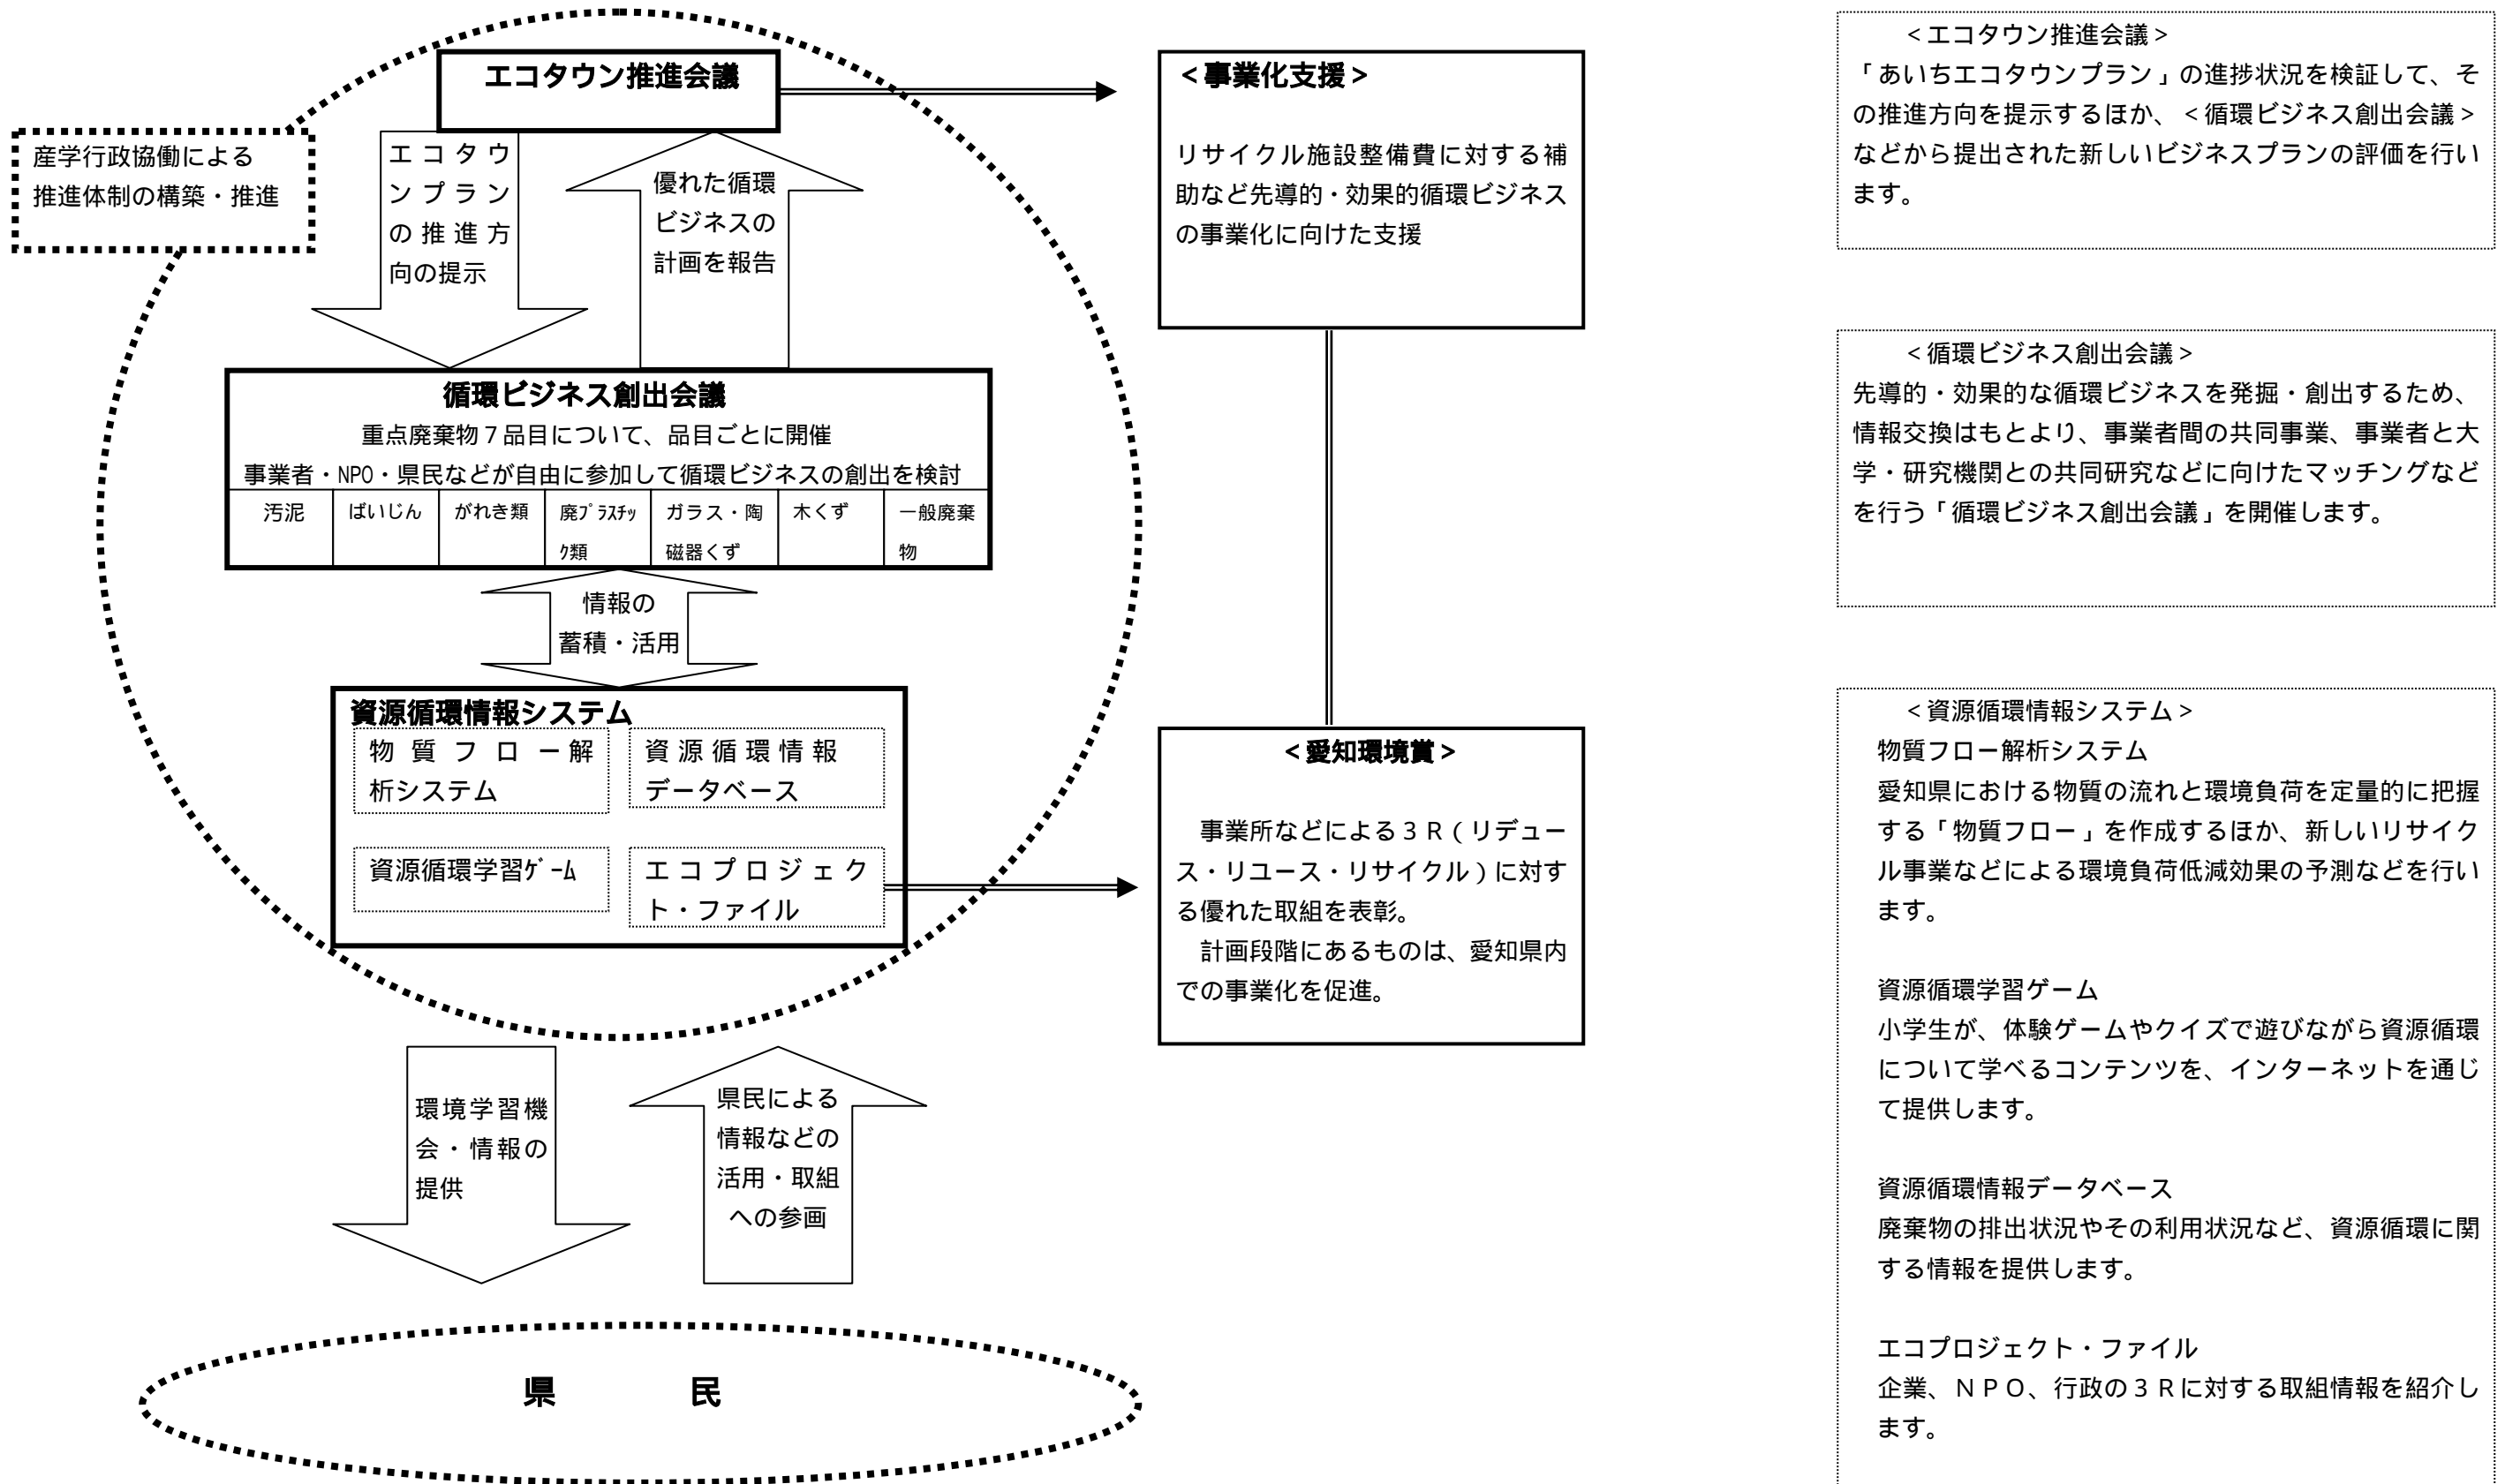 エコタウン推進会議
産学行政協働による
推進体制の構築・推進
エコタウ
ンプラン
の推進方
向の提示
優れた循環
ビジネスの
計画を報告
循環ビジネス創出会議
重点廃棄物7品目について、品目ごとに開催
事業者・NPO・県民などが自由に参加して循環ビジネスの創出を検討
汚泥
ばいじん
がれき類
廃プラスチッ
ク類
ガラス・陶
磁器くず
木くず
一般廃棄
物
情報の
蓄積・活用
資源循環情報システム
物質フロー解
析システム
資源循環情報
データベース
資源循環学習ゲーム
エコプロジェク
ト・ファイル
環境学習機
会・情報の
提供
県民による
情報などの
活用・取組
への参画
県 民
<事業化支援>
リサイクル施設整備費に対する補
助など先導的・効果的循環ビジネス
の事業化に向けた支援
<愛知環境賞>
事業所などによる3R(リデュー
ス・リユース・リサイクル)に対す
る優れた取組を表彰。
計画段階にあるものは、愛知県内
での事業化を促進。
<エコタウン推進会議>
「あいちエコタウンプラン」の進捗状況を検証して、そ
の推進方向を提示するほか、<循環ビジネス創出会議>
などから提出された新しいビジネスプランの評価を行い
ます。
<循環ビジネス創出会議>
先導的・効果的な循環ビジネスを発掘・創出するため、
情報交換はもとより、事業者間の共同事業、事業者と大
学・研究機関との共同研究などに向けたマッチングなど
を行う「循環ビジネス創出会議」を開催します。
<資源循環情報システム>
物質フロー解析システム
愛知県における物質の流れと環境負荷を定量的に把握
する「物質フロー」を作成するほか、新しいリサイク
ル事業などによる環境負荷低減効果の予測などを行い
ます。
資源循環学習ゲーム
小学生が、体験ゲームやクイズで遊びながら資源循環
について学べるコンテンツを、インターネットを通じ
て提供します。
資源循環情報データベース
廃棄物の排出状況やその利用状況など、資源循環に関
する情報を提供します。
エコプロジェクト・ファイル
企業、NPO、行政の3Rに対する取組情報を紹介し
ます。